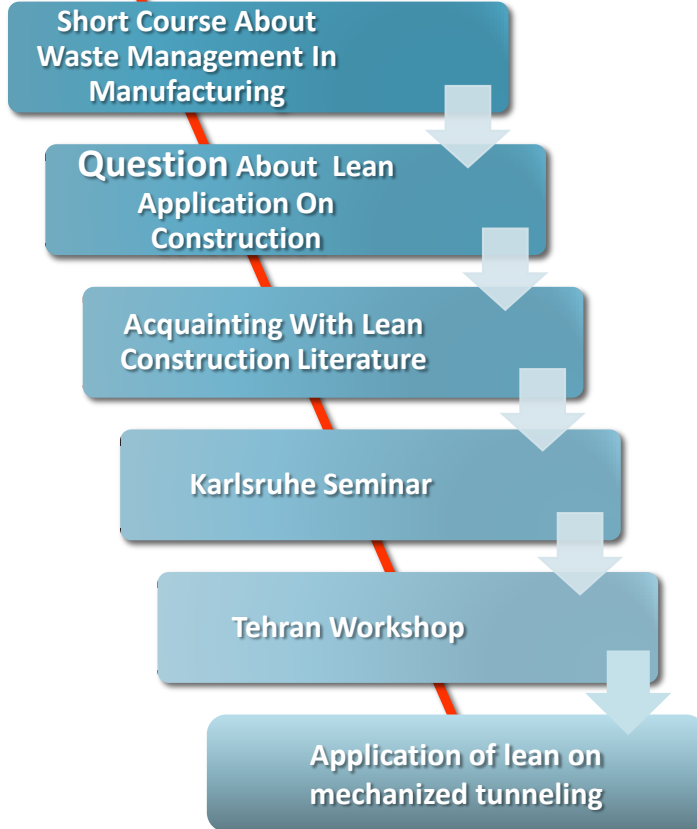 Short Course About
Waste Management In
Manufacturing
Question About Lean
Application On
Construction
Acquainting With Lean
Construction Literature
Karlsruhe Seminar
Tehran Workshop
Application of lean on
mechanized tunneling